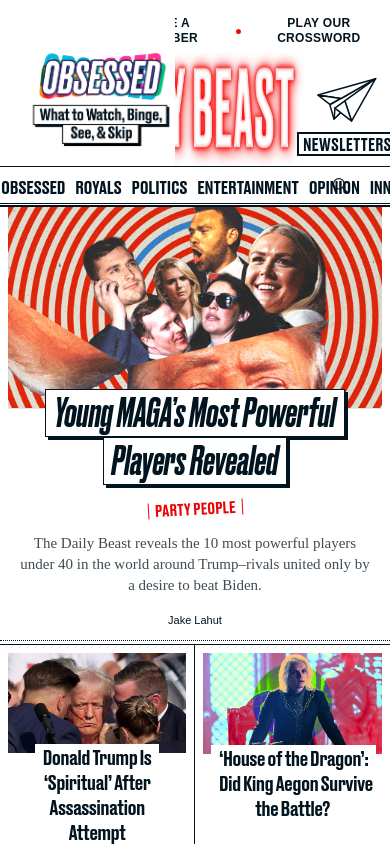 E A
BER
PLAY OUR
CROSSWORD
OBSESSED
What to Watch, Binge,
See, & Skip
Y BEAST
NEWSLETTERS
OBSESSED ROYALS POLITICS ENTERTAINMENT OPINION INN
Young MAGA’s Most Powerful
Players Revealed
PARTY PEOPLE
The Daily Beast reveals the 10 most powerful players
under 40 in the world around Trump–rivals united only by
a desire to beat Biden.
Jake Lahut
Donald Trump Is
‘Spiritual’ After
Assassination
Attempt
‘House of the Dragon’:
Did King Aegon Survive
the Battle?